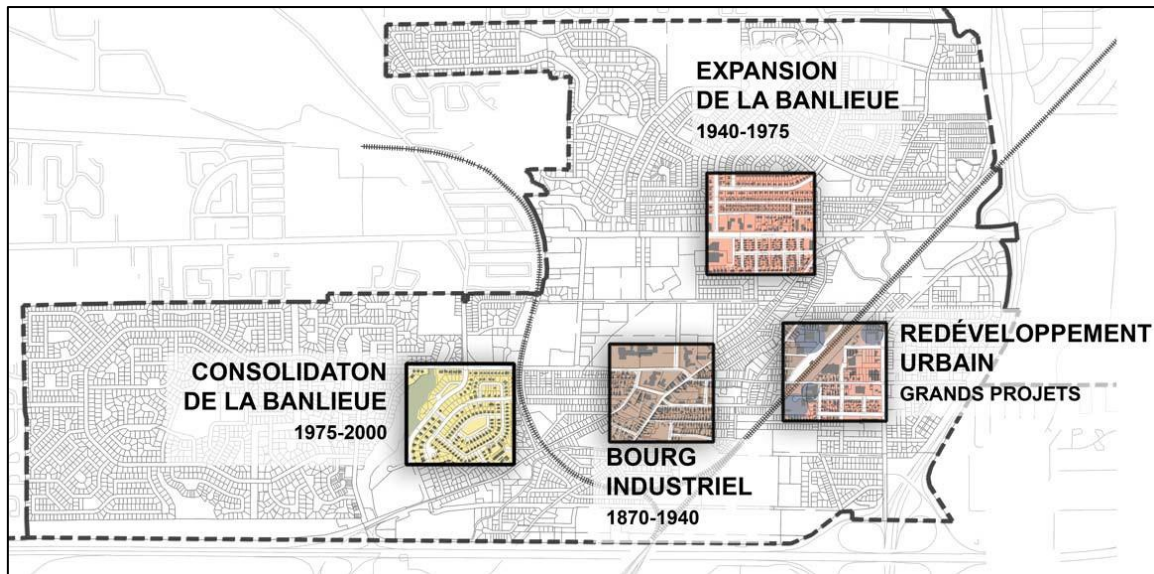 EXPANSION
DE LA BANLIEUE
1940-1975
REDÉVELOPPEMENT
URBAIN
GRANDS PROJETS
CONSOLIDATON
DE LA BANLIEUE
1975-2000
BOURG
INDUSTRIEL
1870-1940